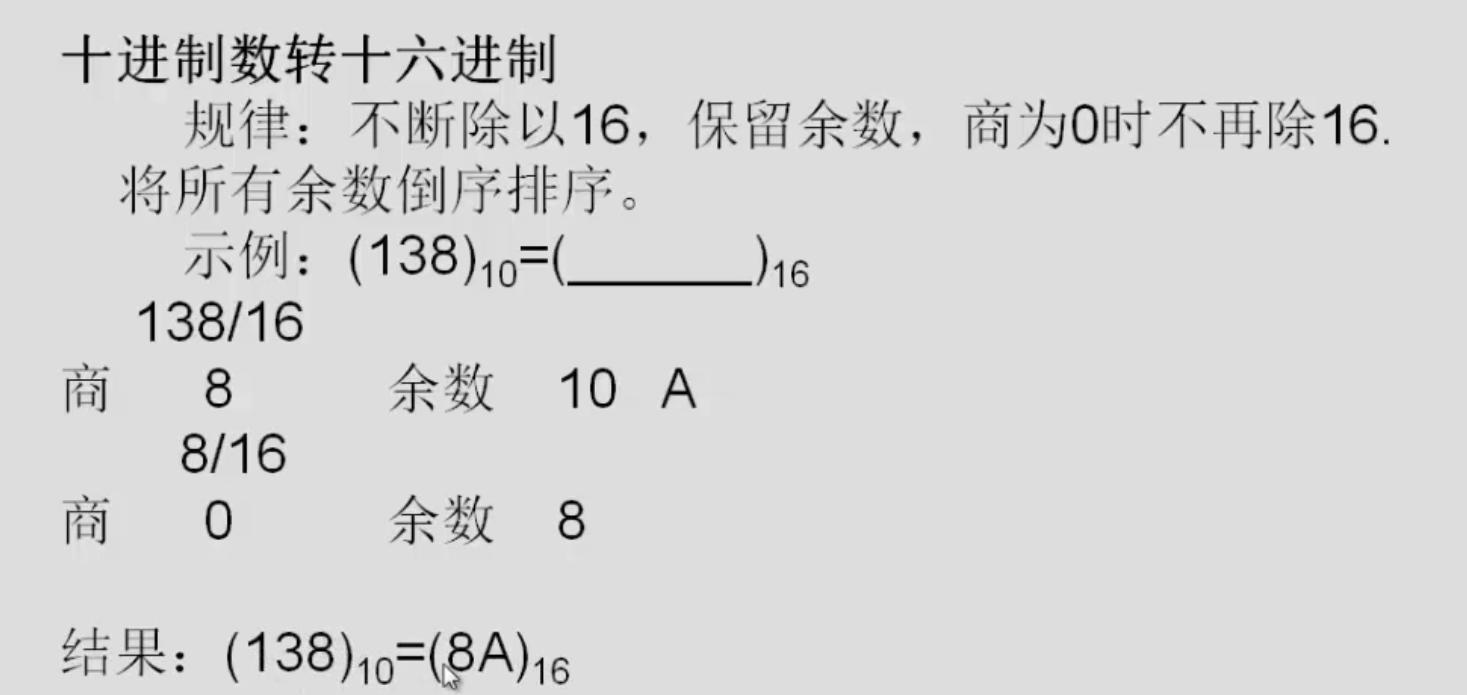 十进制数转十六进制
规律：不断除以16，保留余数，商为0时不再除16.
将所有余数倒序排序。
示例：(138)10=(______)16
138/16
商 8 余数 10 A
8/16
商 0 余数 8
结果：(138)10=(8A)16